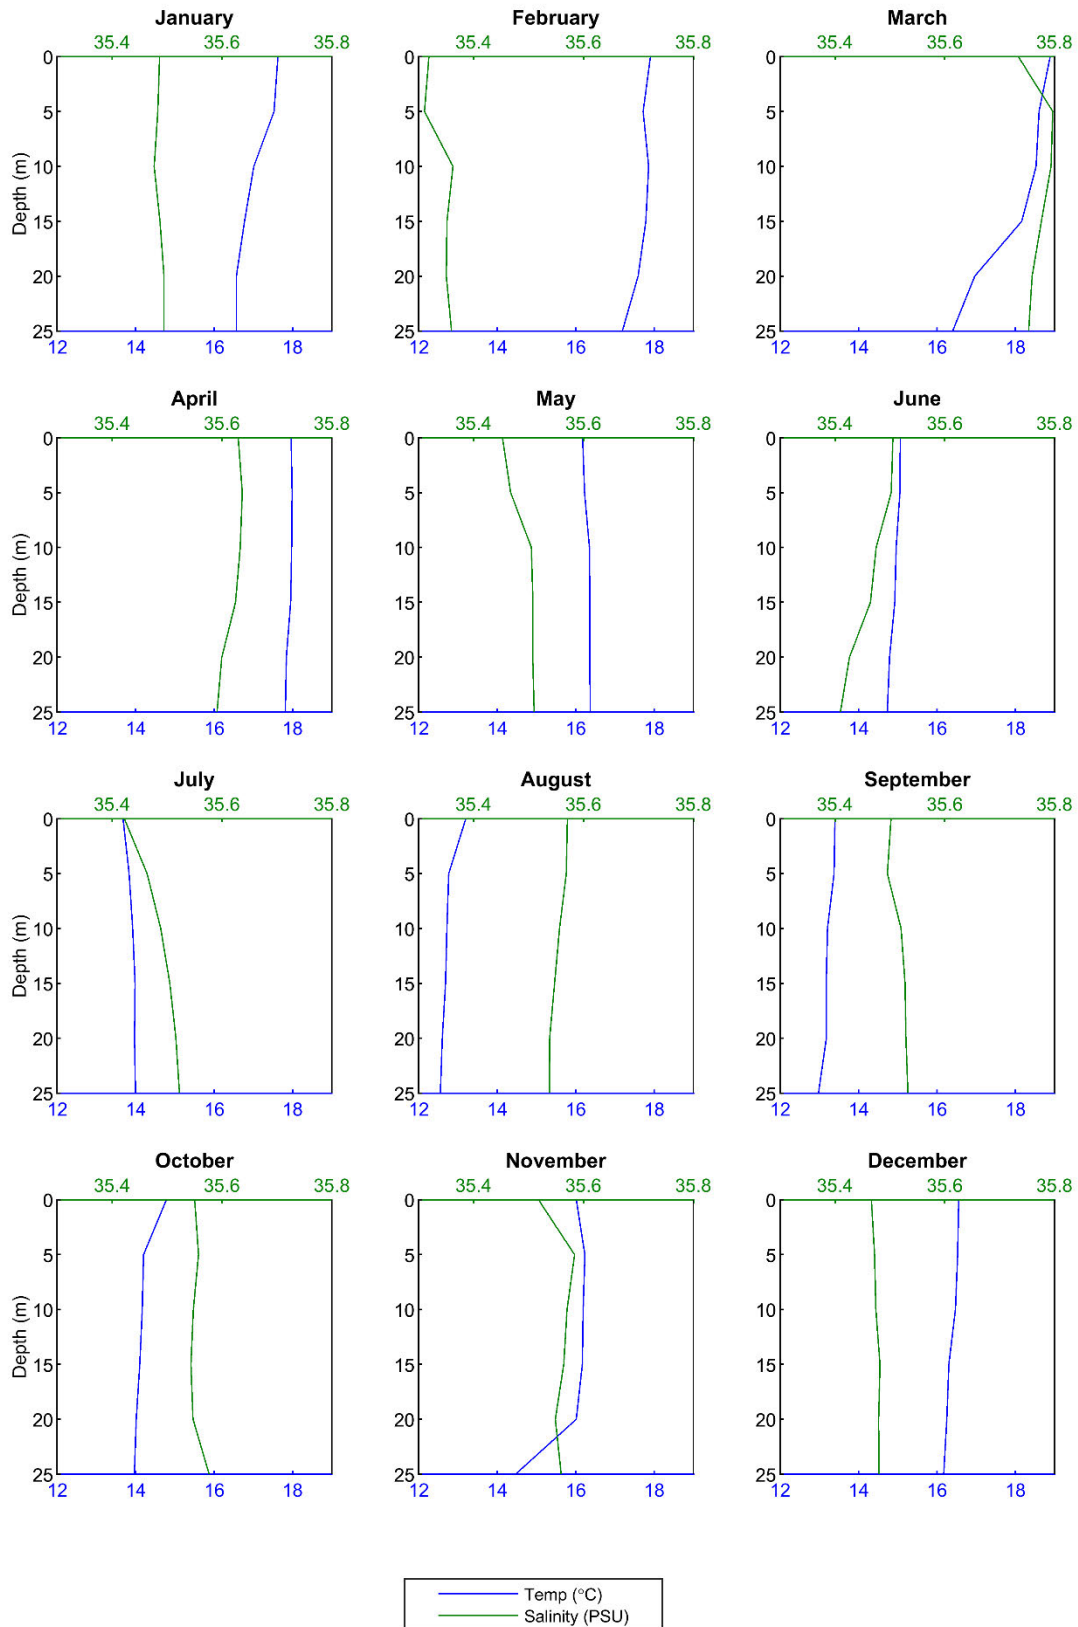 January February March
35.4 35.6 35.8 35.4 35.6 35.8 35.4 35.6 35.8
0 0 0
5 5 5
10 10 10
Depth (m)
15 15 15
20 20 20
25 25 25
12 14 16 18 12 14 16 18 12 14 16 18
April May June
35.4 35.6 35.8 35.4 35.6 35.8 35.4 35.6 35.8
0 0 0
5 5 5
10 10 10
Depth (m)
15 15 15
20 20 20
25 25 25
12 14 16 18 12 14 16 18 12 14 16 18
July August September
35.4 35.6 35.8 35.4 35.6 35.8 35.4 35.6 35.8
0 0 0
5 5 5
10 10 10
Depth (m)
15 15 15
20 20 20
25 25 25
12 14 16 18 12 14 16 18 12 14 16 18
October November December
35.4 35.6 35.8 35.4 35.6 35.8 35.4 35.6 35.8
0 0 0
5 5 5
10 10 10
Depth (m)
15 15 15
20 20 20
25 25 25
12 14 16 18 12 14 16 18 12 14 16 18
Temp (°C)
Salinity (PSU)